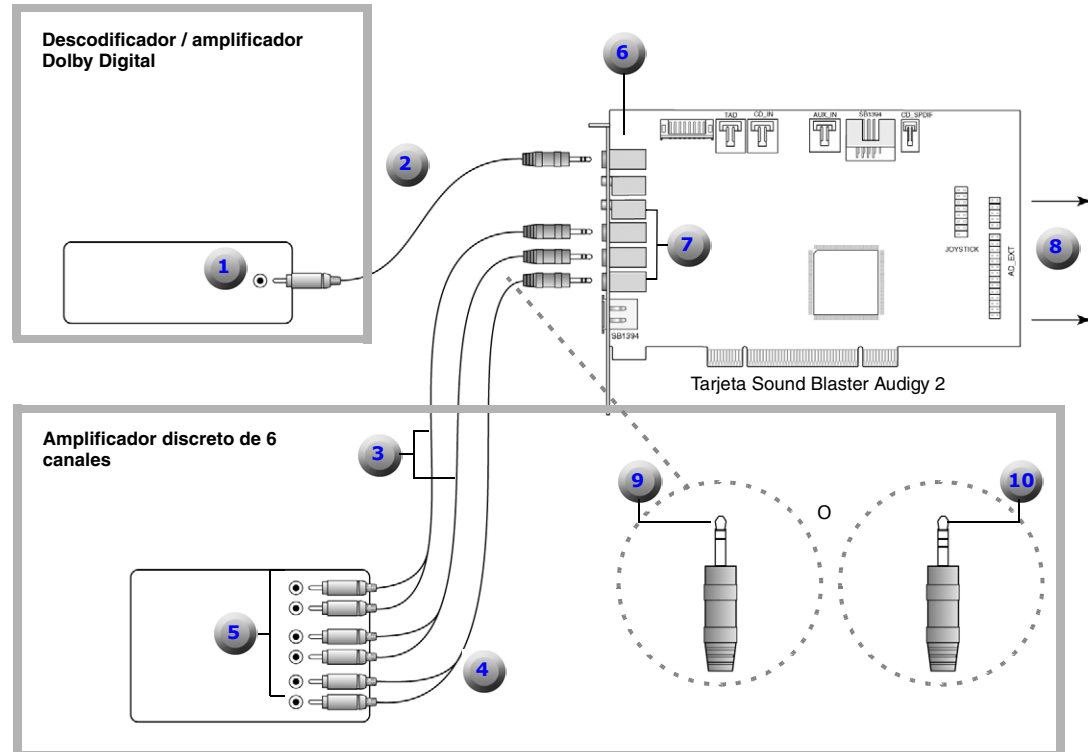 Descodificador / amplificador
Dolby Digital
6
TAD
CD_IN
AUX_IN
SB1394
CD_SPDIF
2
1
7
8
JOYSTICK
AD_EXT
SB1394
Tarjeta Sound Blaster Audigy 2
Amplificador discreto de 6
canales
3
9
O
10
5
4